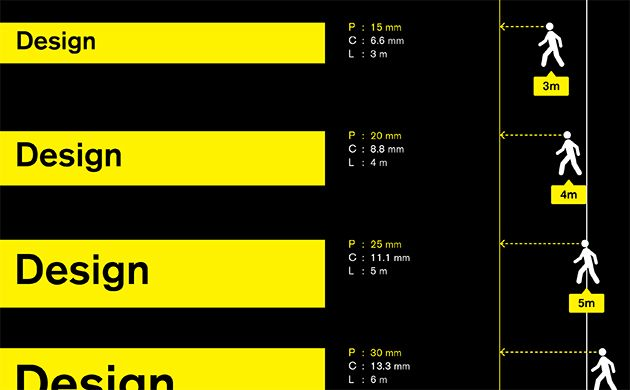 Design
P : 15 mm
C : 6.6 mm
L : 3 m
3m
Design
P : 20 mm
C : 8.8 mm
L : 4 m
4m
Design
P : 25 mm
C : 11.1 mm
L : 5 m
5m
Design
P : 30 mm
C : 13.3 mm
L : 6 m